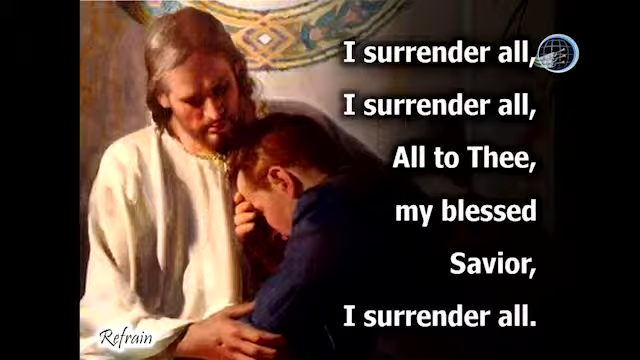 I surrender all,
I surrender all,
All to Thee,
my blessed
Savior,
I surrender all.
Refrain